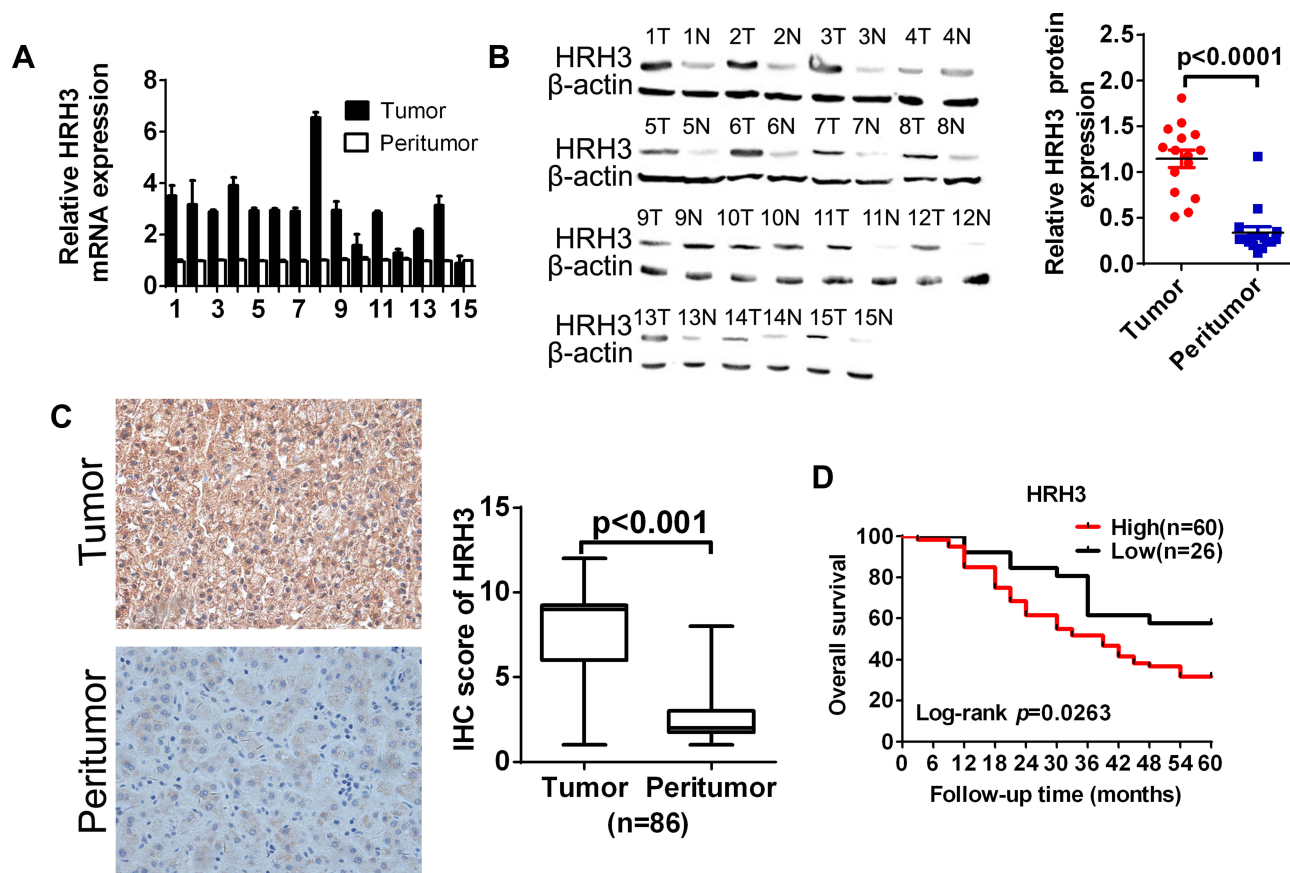 A
Relative HRH3
mRNA expression
8
6
4
2
0
Tumor
Peritumor
1 3 5 7 9 11 13 15
B
1T 1N 2T 2N 3T 3N 4T 4N
HRH3
β-actin
5T 5N 6T 6N 7T 7N 8T 8N
HRH3
β-actin
9T 9N 10T 10N 11T 11N 12T 12N
HRH3
β-actin
13T 13N 14T 14N 15T 15N
HRH3
β-actin
Relative HRH3 protein
expression
2.5
2.0
1.5
1.0
0.5
0.0
p<0.0001
Tumor
Peritumor
C
Tumor
Peritumor
IHC score of HRH3
15
10
5
0
p<0.001
Tumor Peritumor
(n=86)
D
HRH3
High(n=60)
Low(n=26)
Overall survival
100
80
60
40
20
0
Log-rank p=0.0263
0 6 12 18 24 30 36 42 48 54 60
Follow-up time (months)